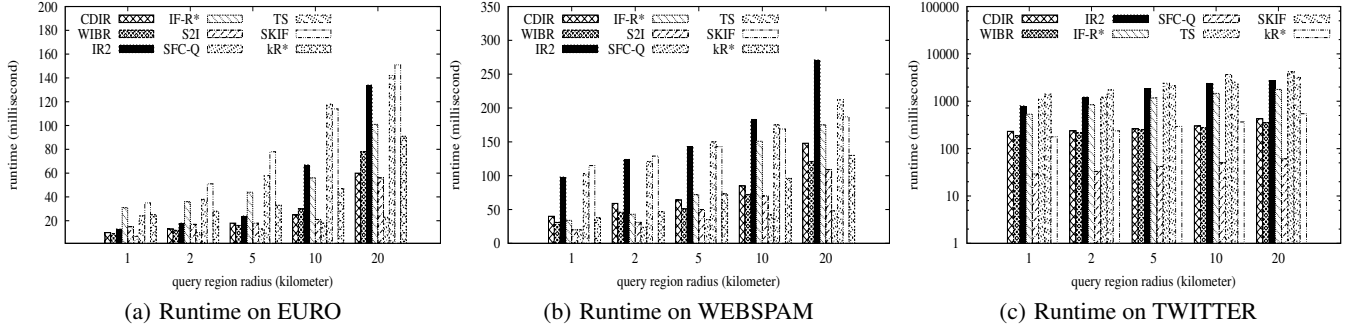 CDIR IF-R* TS
WIBR S2I SKIF
IR2 SFC-Q kR*
200
180
160
140
120
100
80
60
40
20
runtime (millisecond)
1 2 5 10 20
query region radius (kilometer)
(a) Runtime on EURO
CDIR IF-R* TS
WIBR S2I SKIF
IR2 SFC-Q kR*
350
300
250
200
150
100
50
0
runtime (millisecond)
1 2 5 10 20
query region radius (kilometer)
(b) Runtime on WEBSPAM
CDIR IR2 SFC-Q SKIF
WIBR IF-R* TS kR*
100000
10000
1000
100
10
1
runtime (millisecond)
1 2 5 10 20
query region radius (kilometer)
(c) Runtime on TWITTER